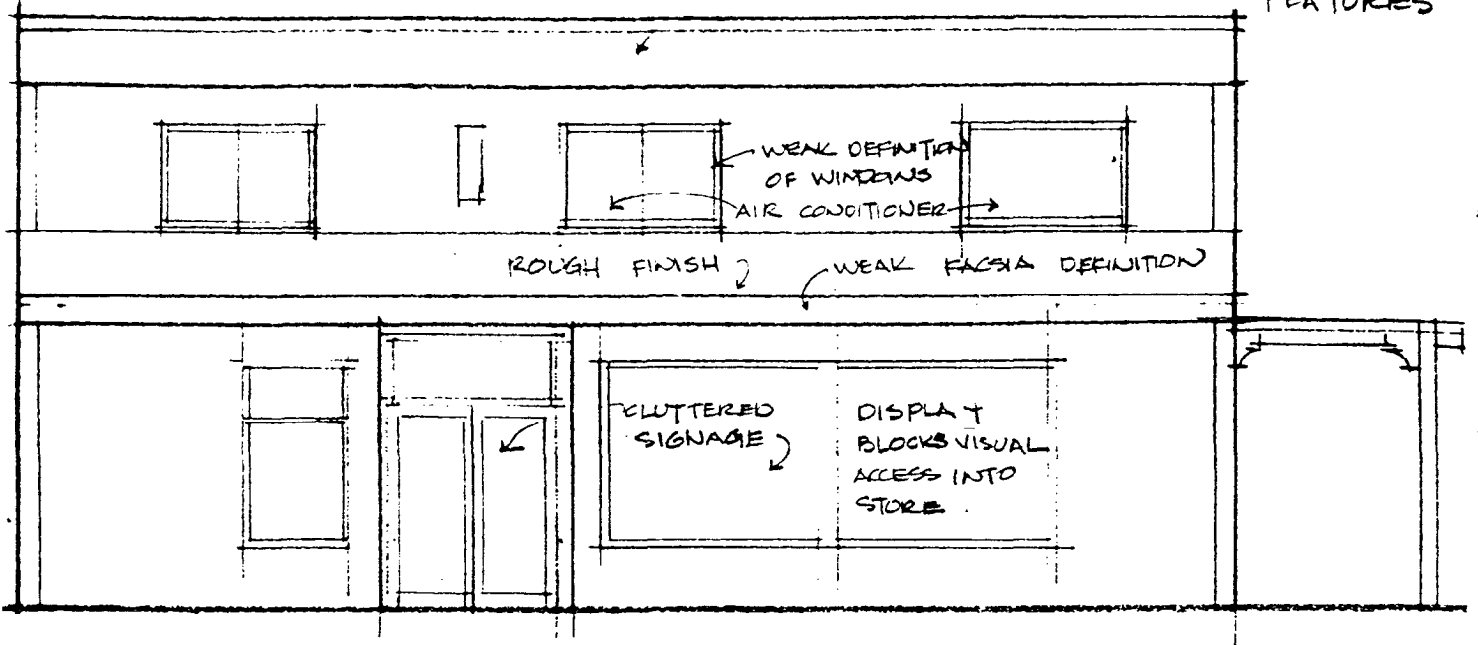 FEATURES
WEAK DEFINITION
OF WINDOWS
AIR CONDITIONER
ROUGH FINISH
WEAK FACSIA DEFINITION
CLUTTERED
SIGNAGE
DISPLAY
BLOCKS VISUAL
ACCESS INTO
STORE